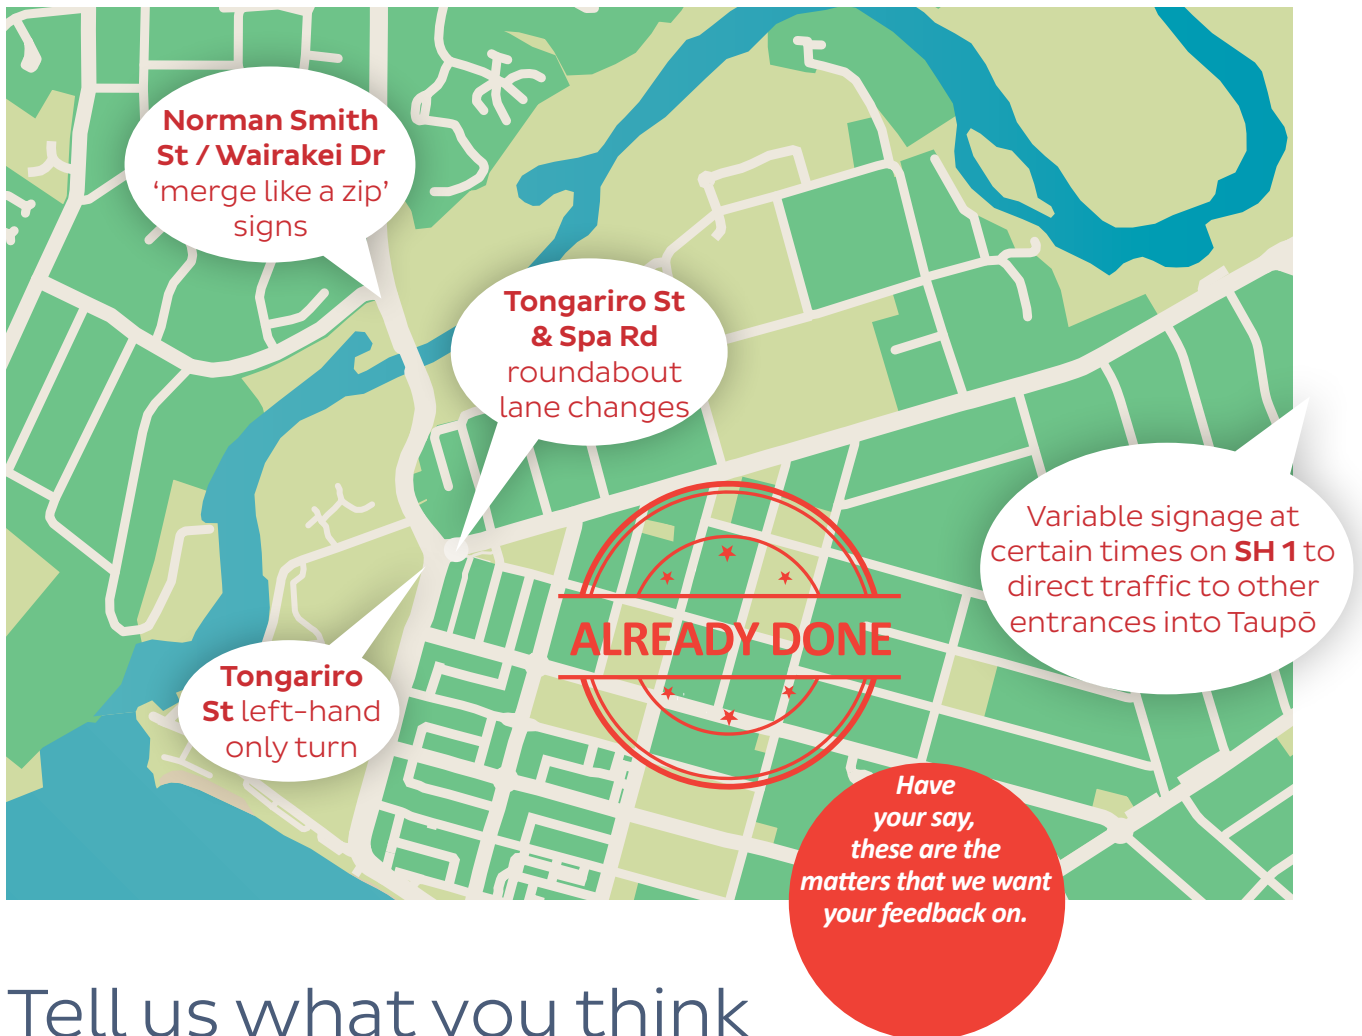 Norman Smith
St / Wairakei Dr
‘merge like a zip’
signs
Tongariro St
& Spa Rd
roundabout
lane changes
Variable signage at
certain times on SH 1 to
direct traffic to other
entrances into Taupō
ALREADY DONE
Tongariro
St left-hand
only turn
Have
your say,
these are the
matters that we want
your feedback on.
Tell us what you think